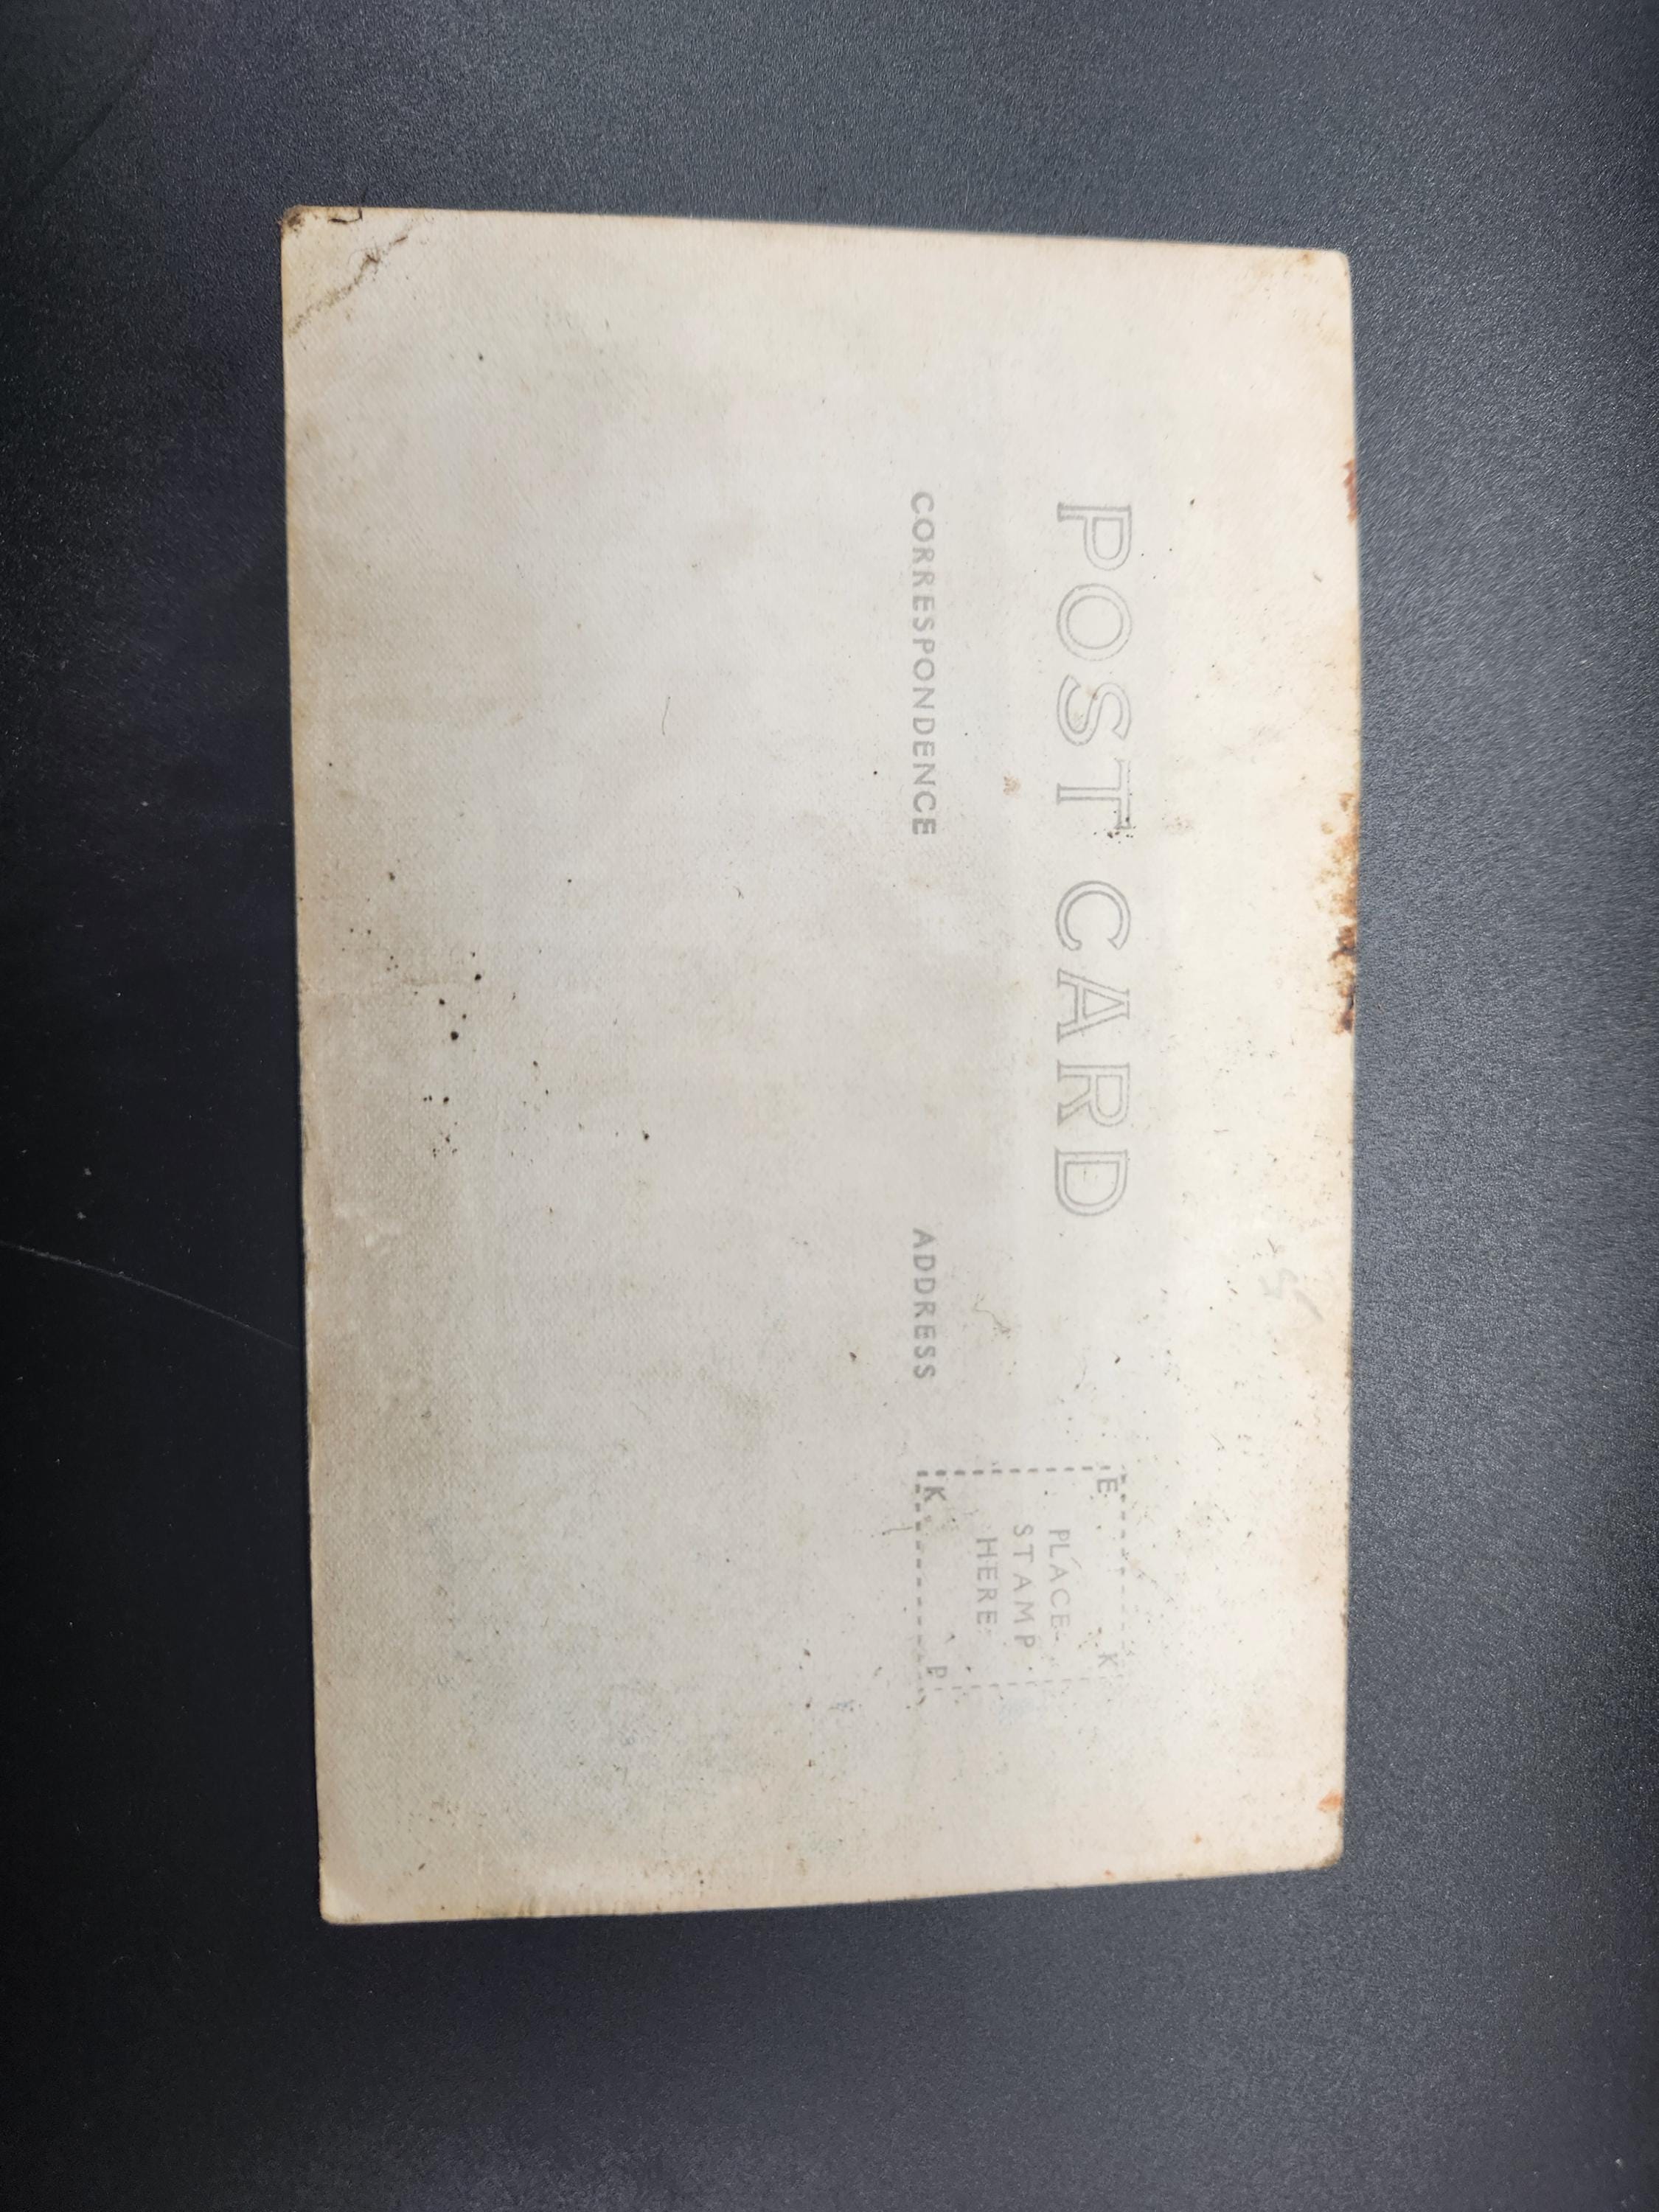 POST CARD
CORRESPONDENCE
ADDRESS
E K
PLACE
STAMP
HERE
K P